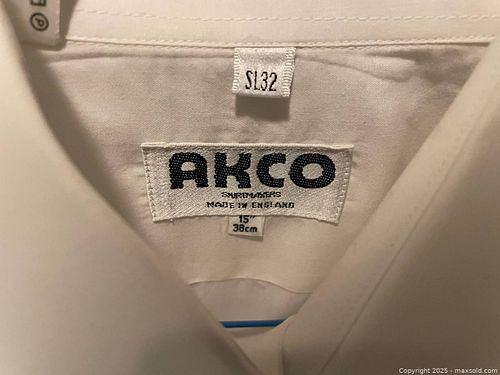 P
SL32
AKCO
SHIRTMAKERS
MADE IN ENGLAND
15"
38cm
Copyright 2025 - maxsold.com